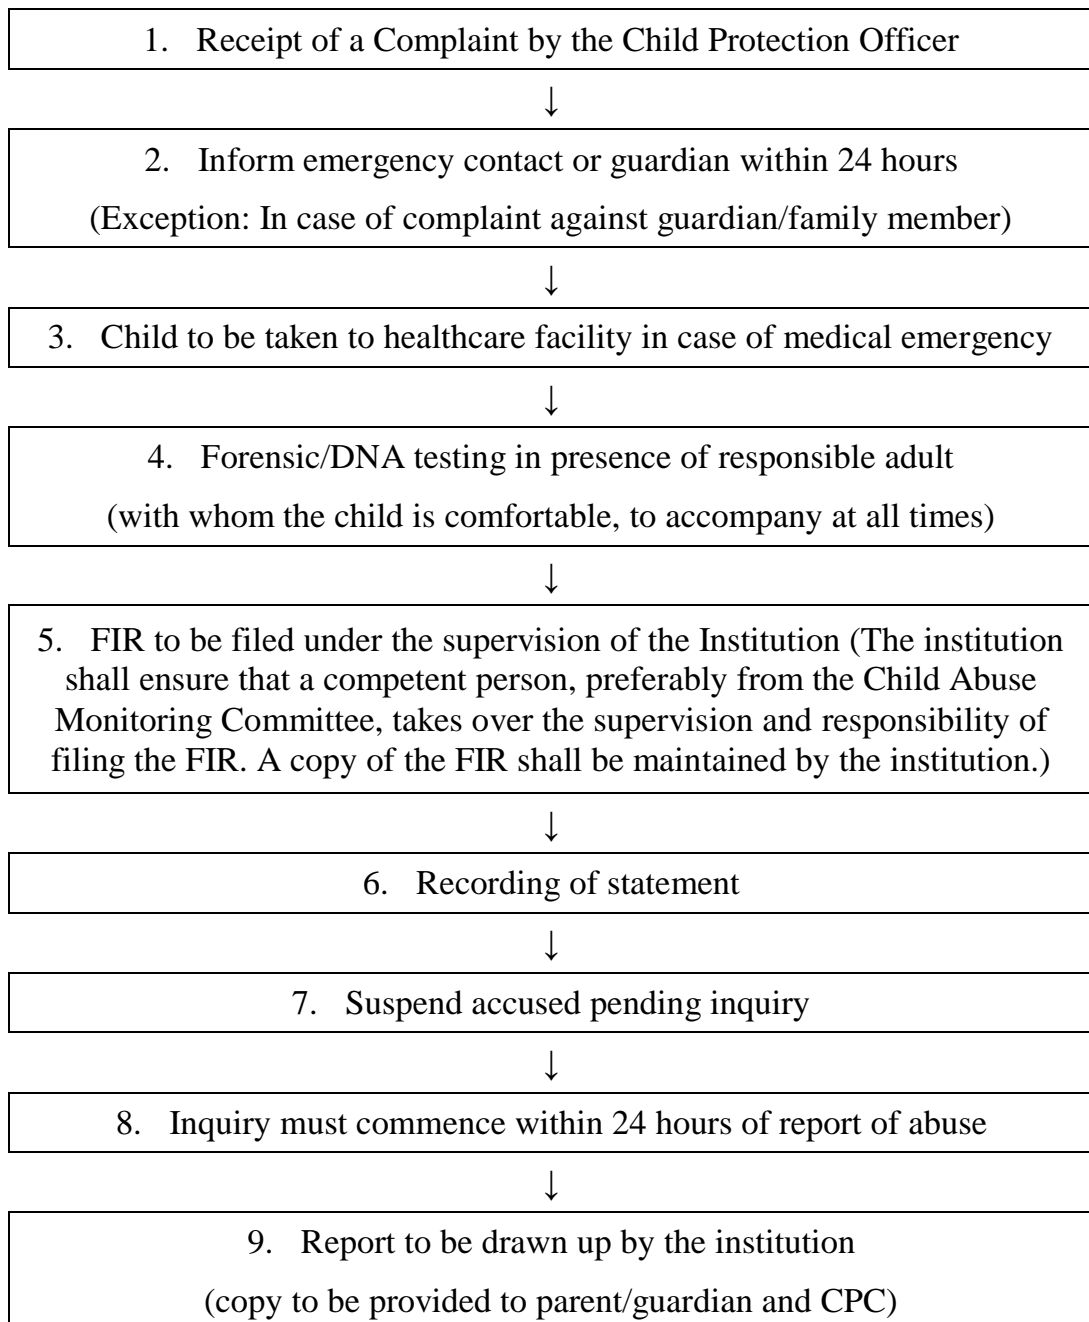 1. Receipt of a Complaint by the Child Protection Officer
↓
2. Inform emergency contact or guardian within 24 hours
(Exception: In case of complaint against guardian/family member)
↓
3. Child to be taken to healthcare facility in case of medical emergency
↓
4. Forensic/DNA testing in presence of responsible adult
(with whom the child is comfortable, to accompany at all times)
↓
5. FIR to be filed under the supervision of the Institution (The institution
shall ensure that a competent person, preferably from the Child Abuse
Monitoring Committee, takes over the supervision and responsibility of
filing the FIR. A copy of the FIR shall be maintained by the institution.)
↓
6. Recording of statement
↓
7. Suspend accused pending inquiry
↓
8. Inquiry must commence within 24 hours of report of abuse
↓
9. Report to be drawn up by the institution
(copy to be provided to parent/guardian and CPC)